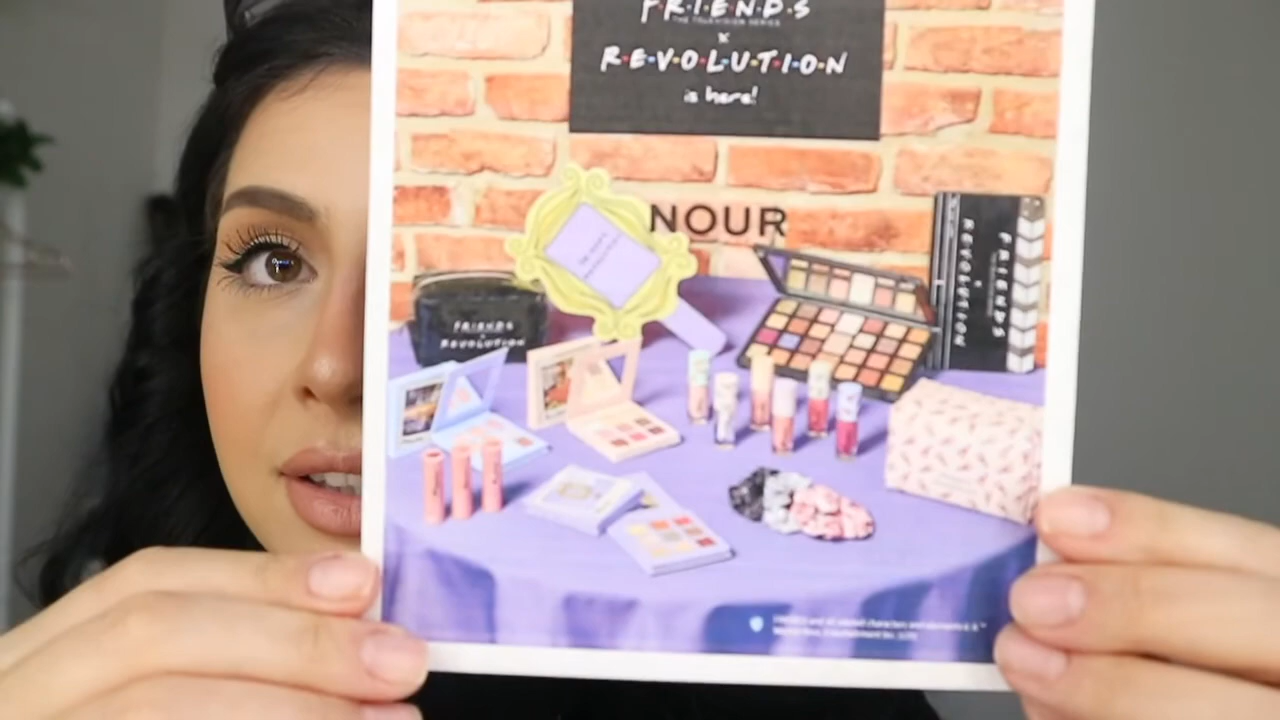 F·R·I·E·N·D·S
THE TELEVISION SERIES
x
R·E·V·O·L·U·T·I·O·N
is here!
NOUR
FRIENDS
x
REVOLUTION
FRIENDS
x
REVOLUTION